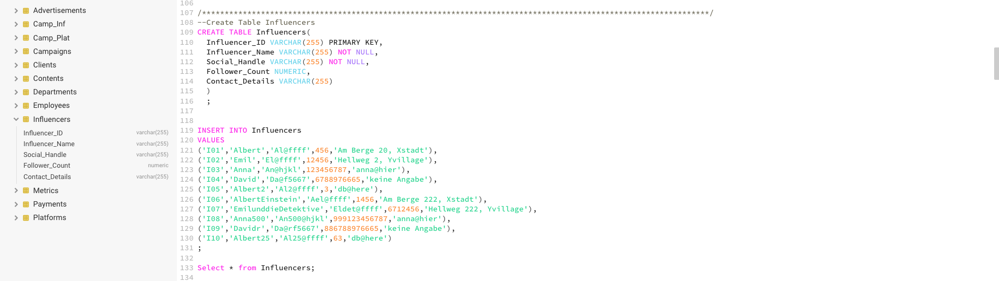 Advertisements
Camp_Inf
Camp_Plat
Campaigns
Clients
Contents
Departments
Employees
Influencers
Influencer_ID varchar(255)
Influencer_Name varchar(255)
Social_Handle varchar(255)
Follower_Count numeric
Contact_Details varchar(255)
Metrics
Payments
Platforms
106
107 /****************************************************************************************************************/
108 --Create Table Influencers
109 CREATE TABLE Influencers(
110 Influencer_ID VARCHAR(255) PRIMARY KEY,
111 Influencer_Name VARCHAR(255) NOT NULL,
112 Social_Handle VARCHAR(255) NOT NULL,
113 Follower_Count NUMERIC,
114 Contact_Details VARCHAR(255)
115 )
116 ;
117
118
119 INSERT INTO Influencers
120 VALUES
121 ('I01','Albert','Al@ffff',456,'Am Berge 20, Xstadt'),
122 ('I02','Emil','El@ffff',12456,'Hellweg 2, Yvillage'),
123 ('I03','Anna','An@hjkl',123456787,'anna@hier'),
124 ('I04','David','Da@f5667',6788976665,'keine Angabe'),
125 ('I05','Albert2','Al2@ffff',3,'db@here'),
126 ('I06','AlbertEinstein','Ael@ffff',1456,'Am Berge 222, Xstadt'),
127 ('I07','EmilunddieDetektive','Eldet@ffff',6712456,'Hellweg 222, Yvillage'),
128 ('I08','Anna500','An500@hjkl',999123456787,'anna@hier'),
129 ('I09','Davidr','Da@rf5667',886788976665,'keine Angabe'),
130 ('I10','Albert25','Al25@ffff',63,'db@here')
131 ;
132
133 Select * from Influencers;
134